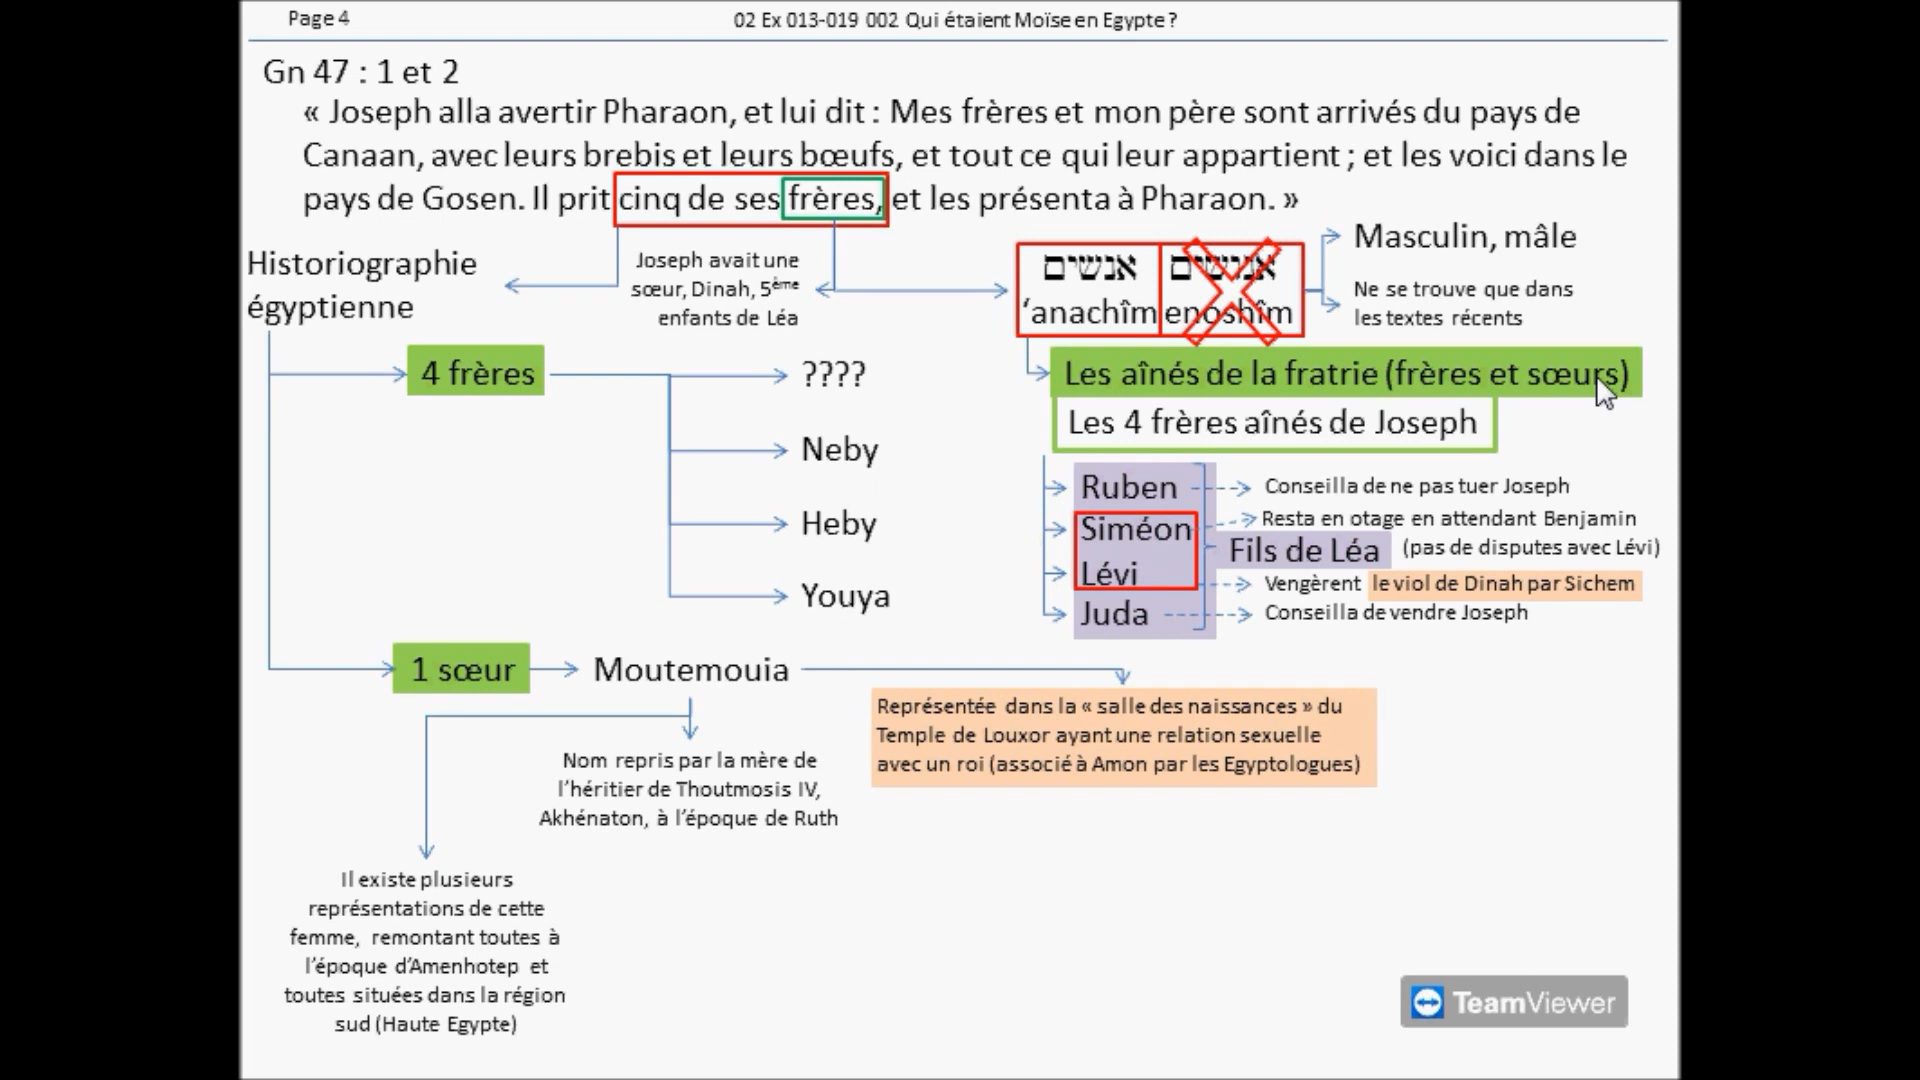 Page 4
02 Ex 013-019 002 Qui étaient Moïse en Egypte ?
Gn 47 : 1 et 2
« Joseph alla avertir Pharaon, et lui dit : Mes frères et mon père sont arrivés du pays de
Canaan, avec leurs brebis et leurs bœufs, et tout ce qui leur appartient ; et les voici dans le
pays de Gosen. Il prit cinq de ses frères, et les présenta à Pharaon. »
Historiographie
égyptienne
Joseph avait une
sœur, Dinah, 5ème
enfants de Léa
אנשים
'anachîm
אנושים
enoshîm
Masculin, mâle
Ne se trouve que dans
les textes récents
4 frères
????
Neby
Heby
Youya
Les aînés de la fratrie (frères et sœurs)
Les 4 frères aînés de Joseph
Ruben
Conseilla de ne pas tuer Joseph
Siméon
Resta en otage en attendant Benjamin
Fils de Léa
(pas de disputes avec Lévi)
Lévi
Vengèrent le viol de Dinah par Sichem
Juda
Conseilla de vendre Joseph
1 sœur
Moutemouia
Représentée dans la « salle des naissances » du
Temple de Louxor ayant une relation sexuelle
avec un roi (associé à Amon par les Egyptologues)
Nom repris par la mère de
l'héritier de Thoutmosis IV,
Akhénaton, à l'époque de Ruth
Il existe plusieurs
représentations de cette
femme, remontant toutes à
l'époque d'Amenhotep et
toutes situées dans la région
sud (Haute Egypte)
TeamViewer